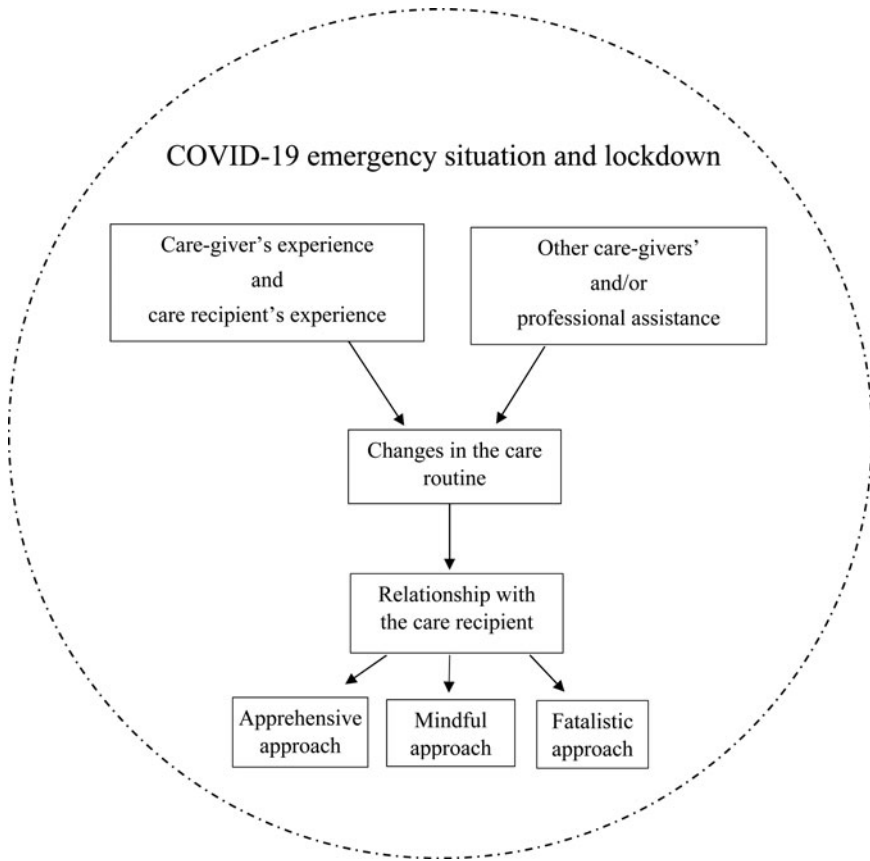 COVID-19 emergency situation and lockdown
Care-giver’s experience
and
care recipient’s experience
Other care-givers’
and/or
professional assistance
Changes in the care
routine
Relationship with
the care recipient
Apprehensive
approach
Mindful
approach
Fatalistic
approach